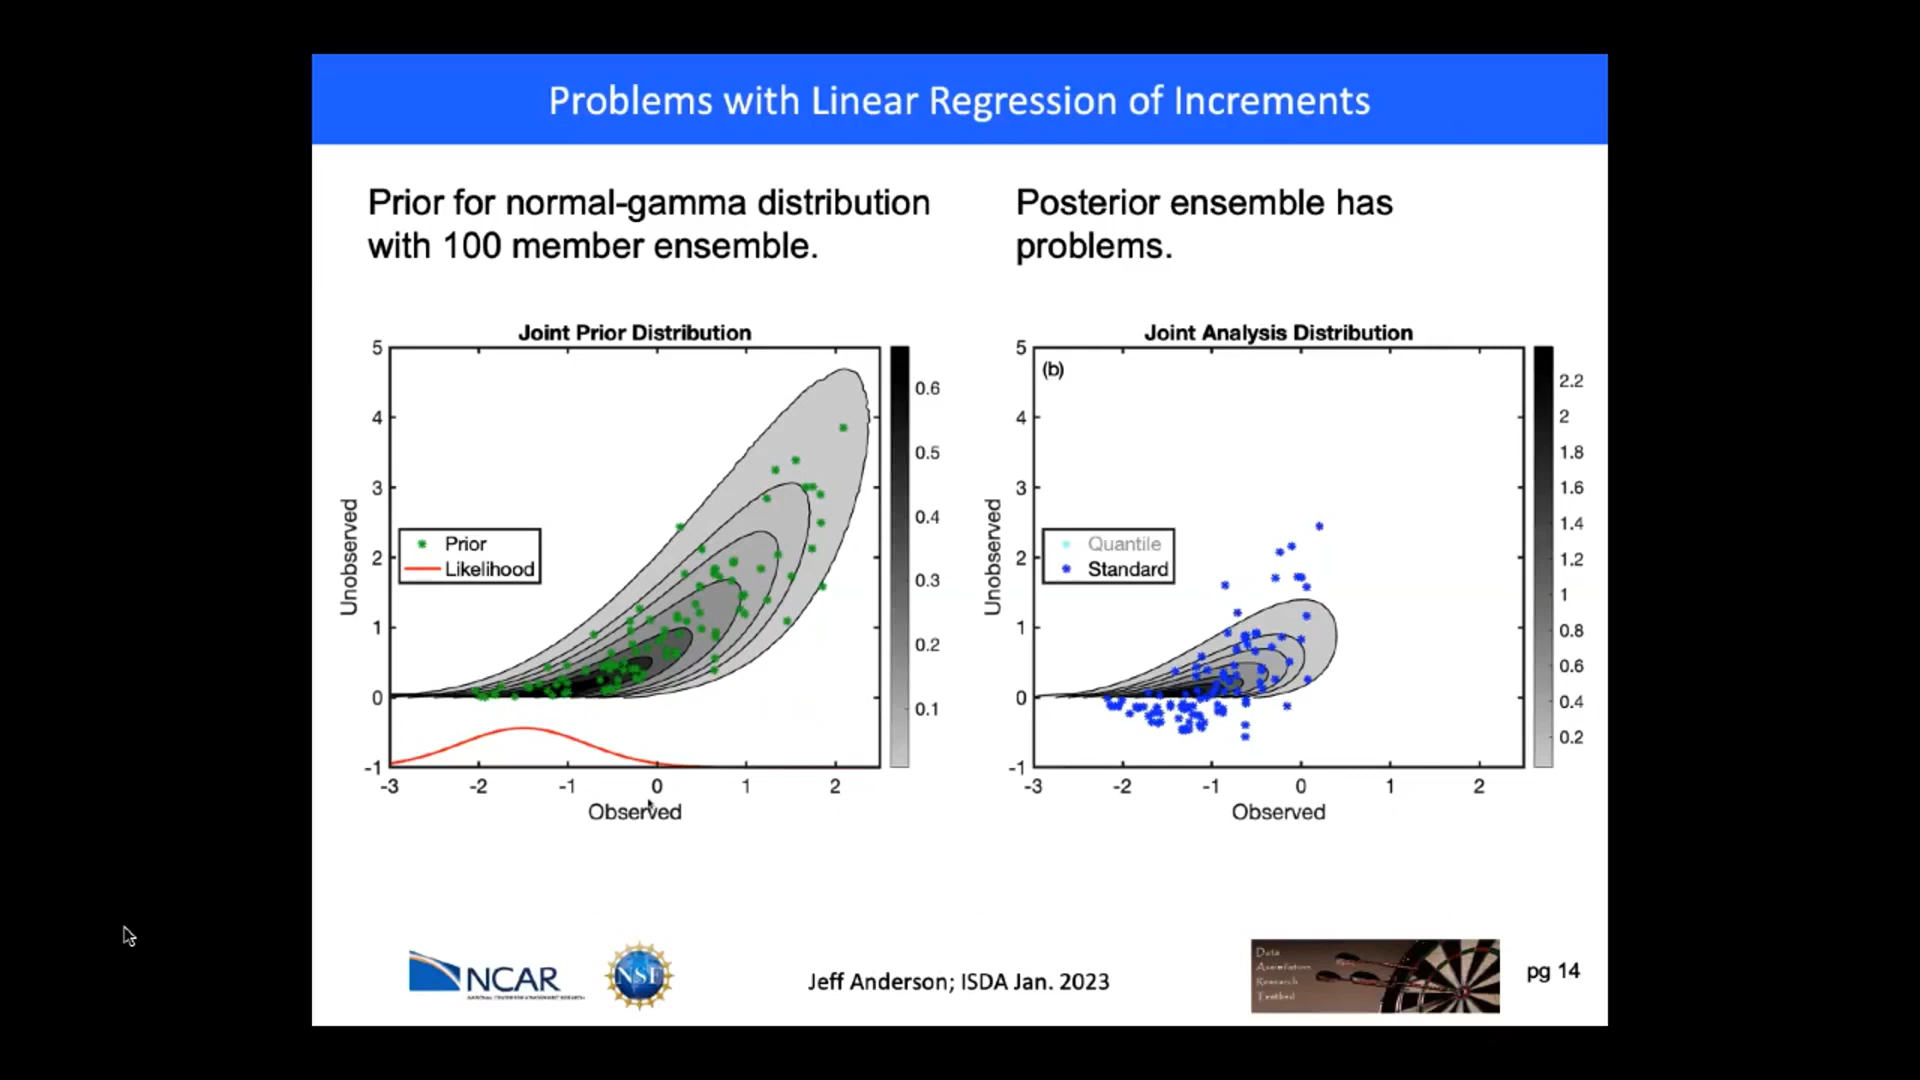 Problems with Linear Regression of Increments
Prior for normal-gamma distribution
with 100 member ensemble.
Posterior ensemble has
problems.
Joint Prior Distribution
5
4
3
2
1
0
-1
-3
-2
-1
0
1
2
Unobserved
Observed
Prior
Likelihood
0.6
0.5
0.4
0.3
0.2
0.1
Joint Analysis Distribution
(b)
5
4
3
2
1
0
-1
-3
-2
-1
0
1
2
Unobserved
Observed
Quantile
Standard
2.2
2
1.8
1.6
1.4
1.2
1
0.8
0.6
0.4
0.2
NCAR
NSF
Jeff Anderson; ISDA Jan. 2023
Data
Assimilation
Research
Testbed
pg 14